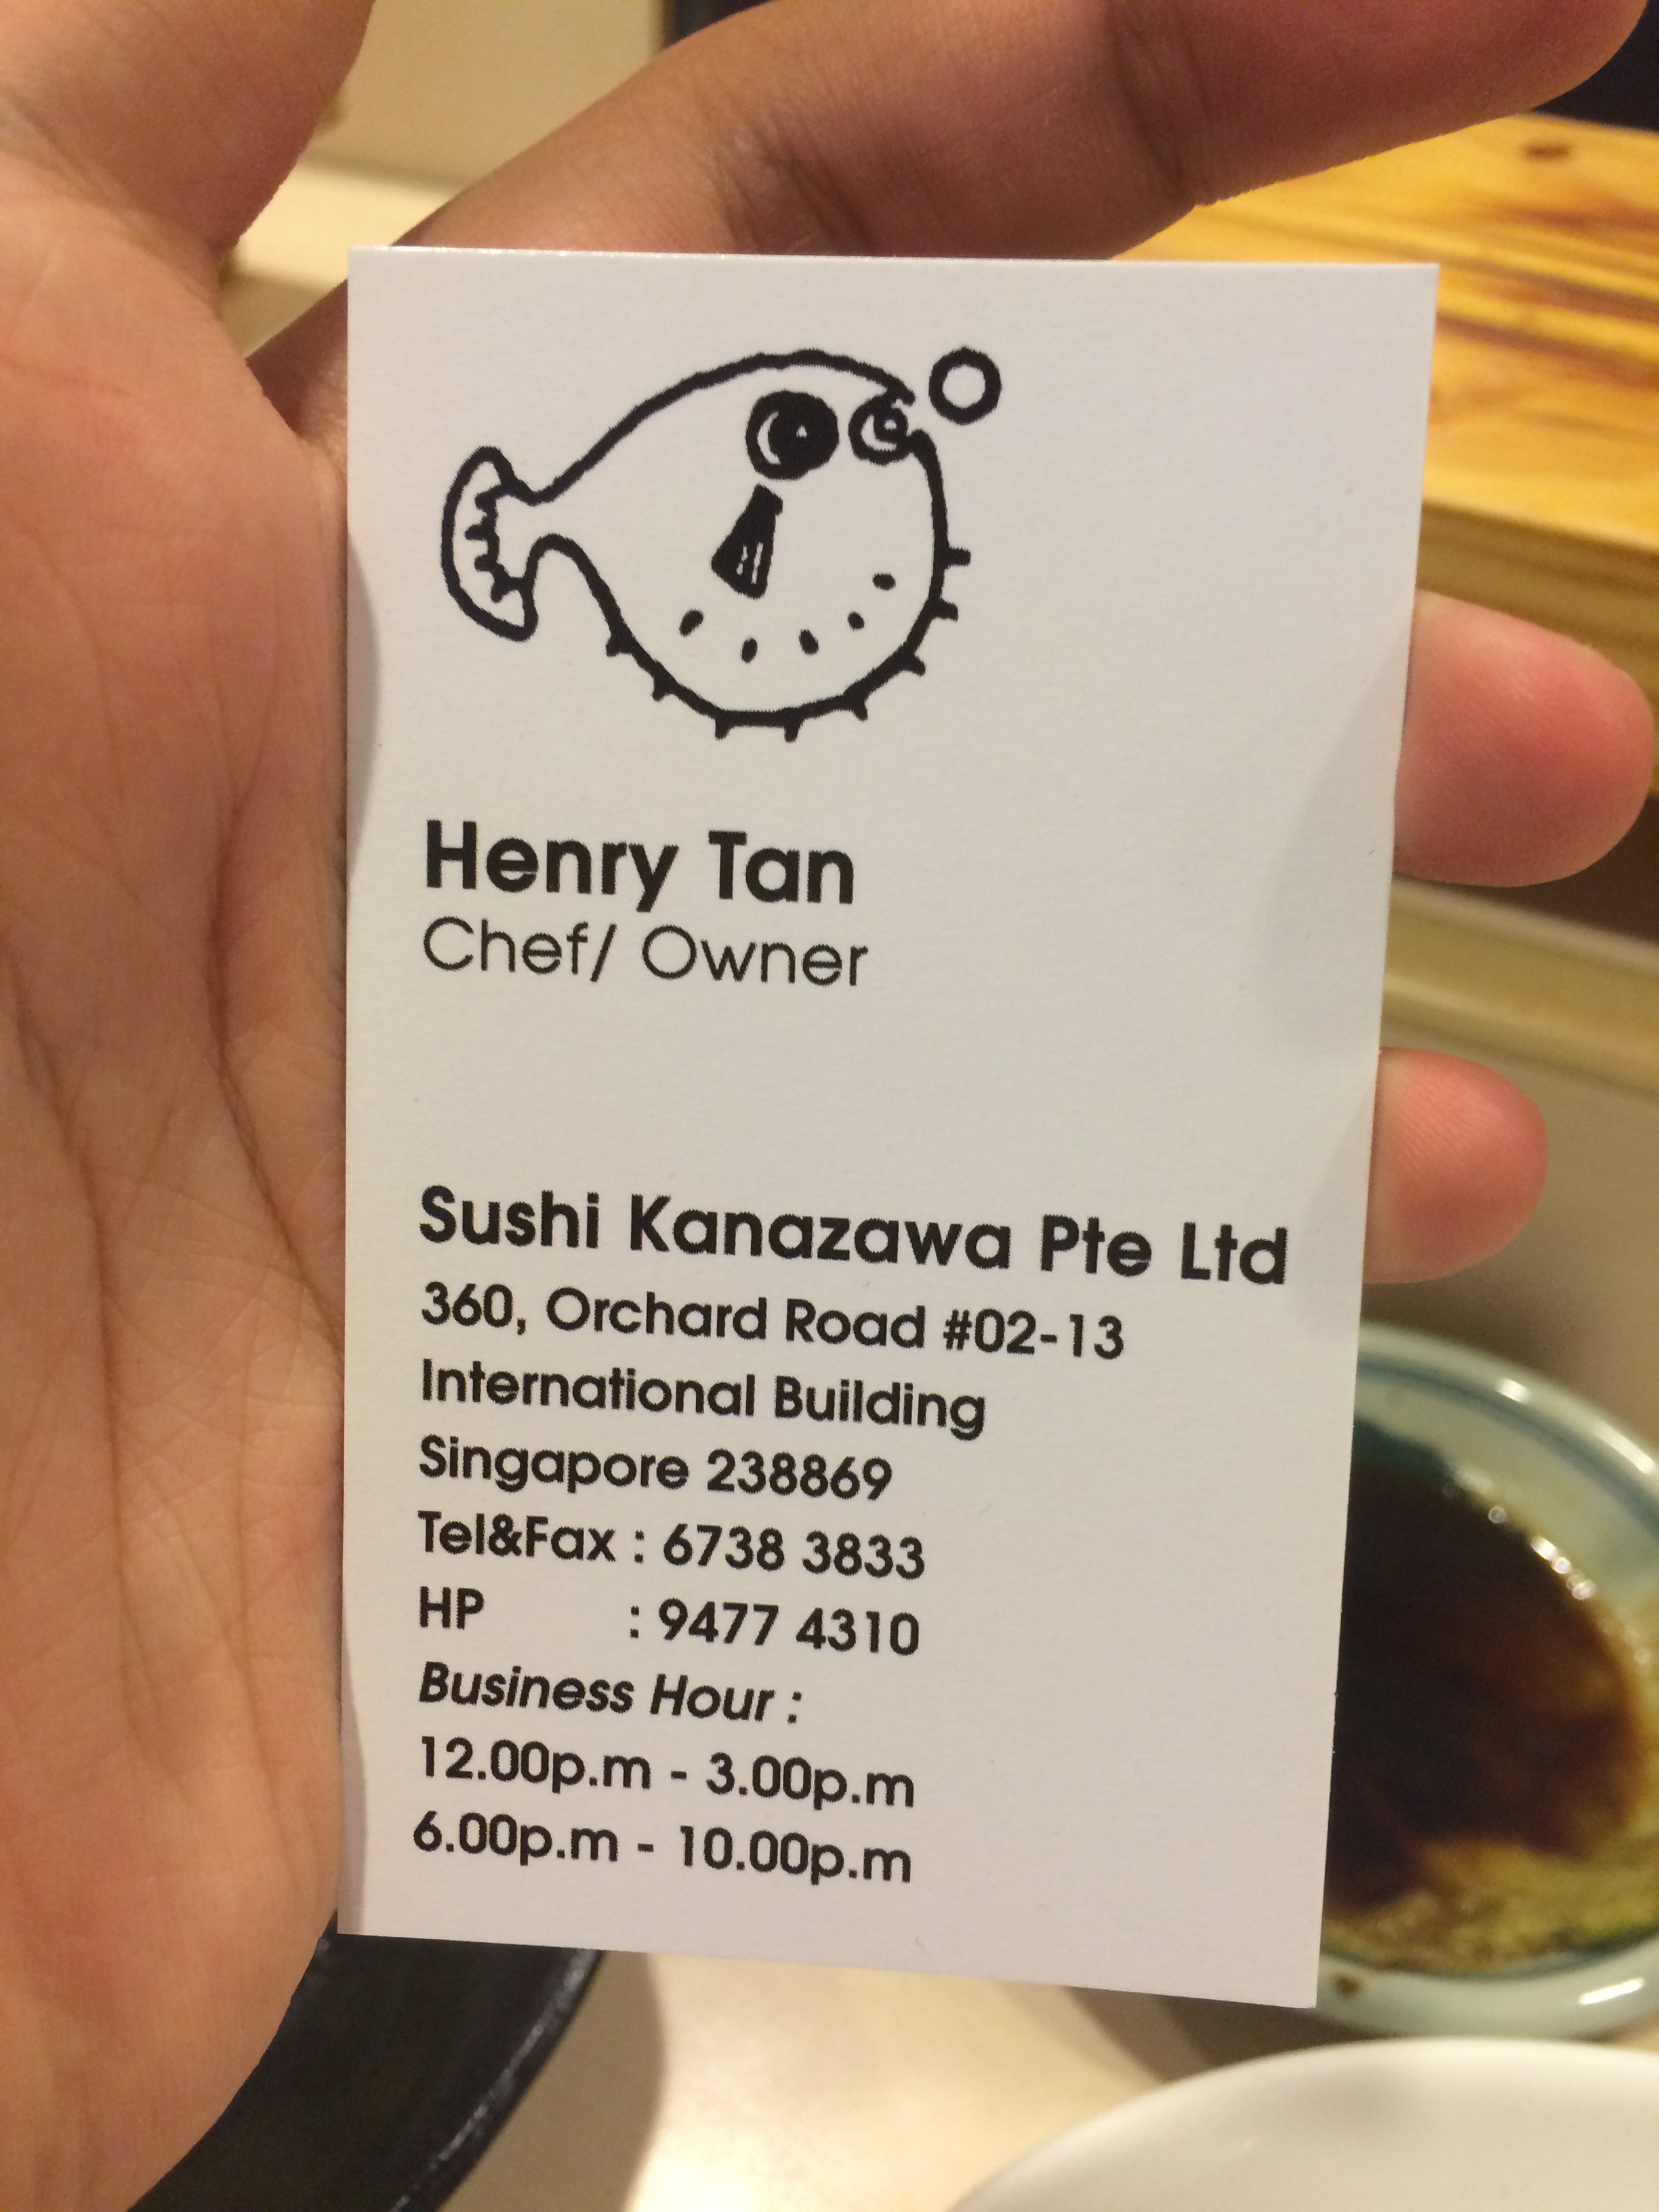 Henry Tan
Chef/ Owner
Sushi Kanazawa Pte Ltd
360, Orchard Road #02-13
International Building
Singapore 238869
Tel&Fax : 6738 3833
HP : 9477 4310
Business Hour :
12.00p.m - 3.00p.m
6.00p.m - 10.00p.m